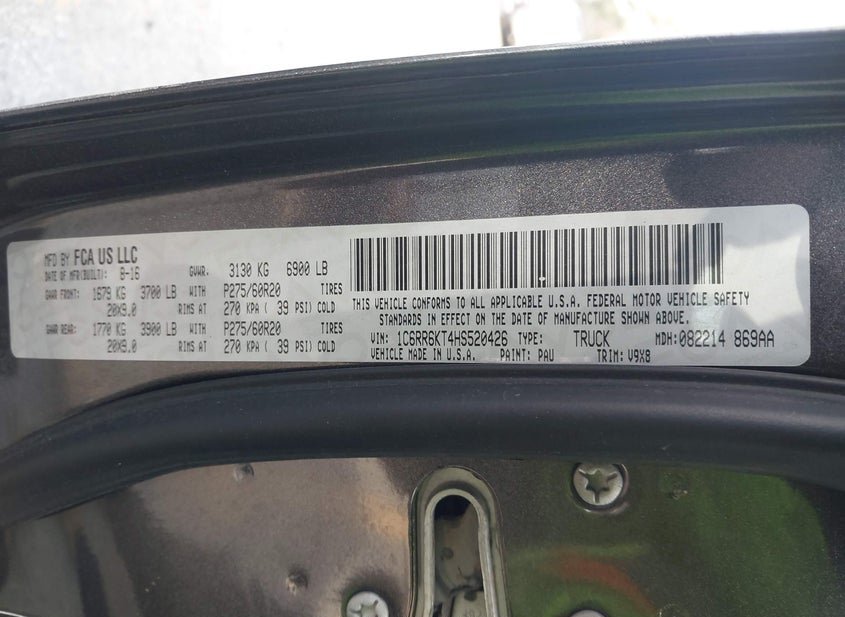 MFD BY FCA US LLC
DATE OF MFR(BUILT): 8-16 GVWR. 3130 KG 6900 LB
GAWR FRONT: 1679 KG 3700 LB WITH P275/60R20 TIRES
20X9.0 RIMS AT 270 KPA ( 39 PSI) COLD
GAWR REAR: 1770 KG 3900 LB WITH P275/60R20 TIRES
20X9.0 RIMS AT 270 KPA ( 39 PSI) COLD
THIS VEHICLE CONFORMS TO ALL APPLICABLE U.S.A. FEDERAL MOTOR VEHICLE SAFETY
STANDARDS IN EFFECT ON THE DATE OF MANUFACTURE SHOWN ABOVE.
VIN: 1C6RR6KT4HS520426 TYPE: TRUCK MDH:082214 869AA
VEHICLE MADE IN U.S.A. PAINT: PAU TRIM: V9X8